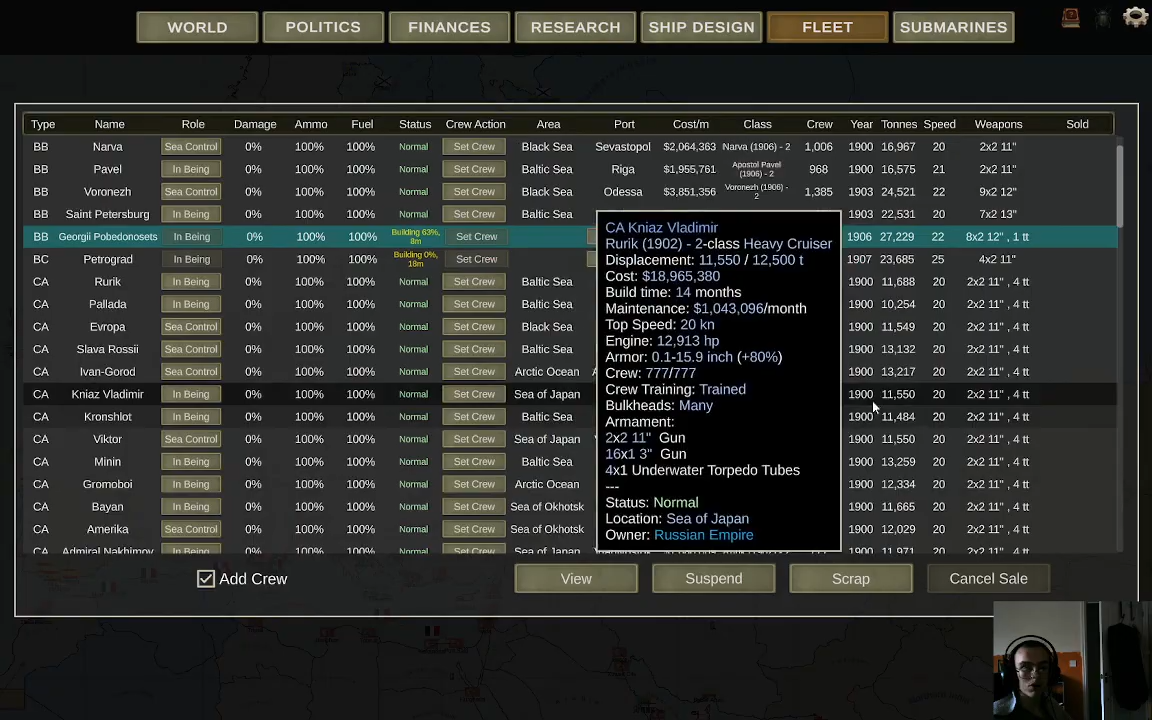 WORLD POLITICS FINANCES RESEARCH SHIP DESIGN FLEET SUBMARINES
Type Name Role Damage Ammo Fuel Status Crew Action Area Port Cost/m Class Crew Year Tonnes Speed Weapons Sold
BB Narva Sea Control 0% 100% 100% Normal Set Crew Black Sea Sevastopol $2,064,363 Narva (1906) - 2 1,006 1900 16,967 20 2x2 11"
BB Pavel In Being 0% 100% 100% Normal Set Crew Baltic Sea Riga $1,955,761 Apostol Pavel (1906) - 2 968 1900 16,575 21 2x2 11"
BB Voronezh Sea Control 0% 100% 100% Normal Set Crew Black Sea Odessa $3,851,356 Voronezh (1906) - 2 1,385 1903 24,521 22 9x2 12"
BB Saint Petersburg In Being 0% 100% 100% Normal Set Crew Baltic Sea 1903 22,531 20 7x2 13"
BB Georgii Pobedonosets In Being 0% 100% 100% Building 63%, 8m Set Crew 1906 27,229 22 8x2 12" , 1 tt
BC Petrograd In Being 0% 100% 100% Building 0%, 18m Set Crew 1907 23,685 25 4x2 11"
CA Rurik In Being 0% 100% 100% Normal Set Crew Baltic Sea 1900 11,688 20 2x2 11" , 4 tt
CA Pallada In Being 0% 100% 100% Normal Set Crew Baltic Sea 1900 10,254 20 2x2 11" , 4 tt
CA Evropa Sea Control 0% 100% 100% Normal Set Crew Black Sea 1900 11,549 20 2x2 11" , 4 tt
CA Slava Rossii Sea Control 0% 100% 100% Normal Set Crew Baltic Sea 1900 13,132 20 2x2 11" , 4 tt
CA Ivan-Gorod Sea Control 0% 100% 100% Normal Set Crew Arctic Ocean 1900 13,217 20 2x2 11" , 4 tt
CA Kniaz Vladimir In Being 0% 100% 100% Normal Set Crew Sea of Japan 1900 11,550 20 2x2 11" , 4 tt
CA Kronshlot In Being 0% 100% 100% Normal Set Crew Baltic Sea 1900 11,484 20 2x2 11" , 4 tt
CA Viktor Sea Control 0% 100% 100% Normal Set Crew Sea of Japan 1900 11,550 20 2x2 11" , 4 tt
CA Minin In Being 0% 100% 100% Normal Set Crew Baltic Sea 1900 13,259 20 2x2 11" , 4 tt
CA Gromoboi In Being 0% 100% 100% Normal Set Crew Arctic Ocean 1900 12,334 20 2x2 11" , 4 tt
CA Bayan In Being 0% 100% 100% Normal Set Crew Sea of Okhotsk 1900 11,665 20 2x2 11" , 4 tt
CA Amerika Sea Control 0% 100% 100% Normal Set Crew Sea of Okhotsk 1900 12,029 20 2x2 11" , 4 tt
CA Admiral Nakhimov In Being 0% 100% 100% Normal Set Crew Sea of Japan 1900 11,971 20 2x2 11" , 4 tt
CA Kniaz Vladimir
Rurik (1902) - 2-class Heavy Cruiser
Displacement: 11,550 / 12,500 t
Cost: $18,965,380
Build time: 14 months
Maintenance: $1,043,096/month
Top Speed: 20 kn
Engine: 12,913 hp
Armor: 0.1-15.9 inch (+80%)
Crew: 777/777
Crew Training: Trained
Bulkheads: Many
Armament:
2x2 11" Gun
16x1 3" Gun
4x1 Underwater Torpedo Tubes
---
Status: Normal
Location: Sea of Japan
Owner: Russian Empire
Add Crew View Suspend Scrap Cancel Sale